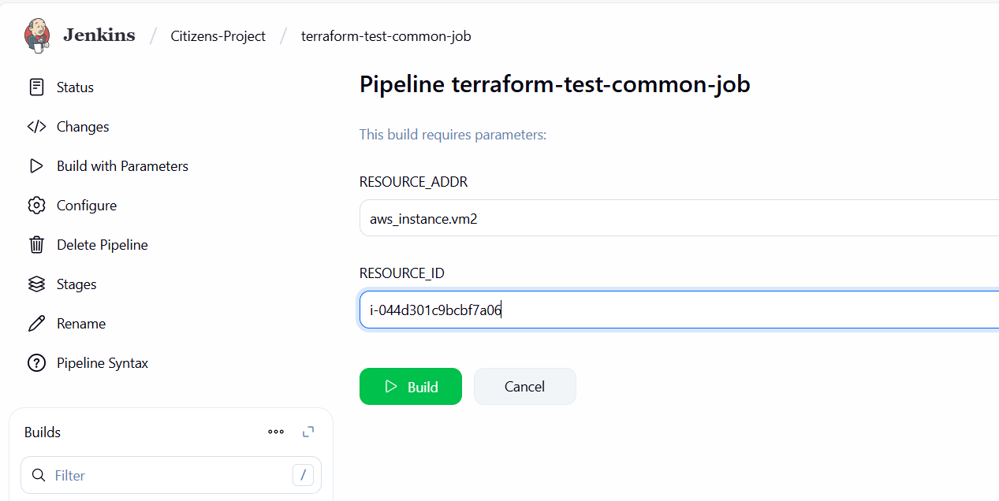 Jenkins / Citizens-Project / terraform-test-common-job
Status
Changes
Build with Parameters
Configure
Delete Pipeline
Stages
Rename
Pipeline Syntax
Builds
Filter /
Pipeline terraform-test-common-job
This build requires parameters:
RESOURCE_ADDR
aws_instance.vm2
RESOURCE_ID
i-044d301c9bcbf7a06
Build Cancel